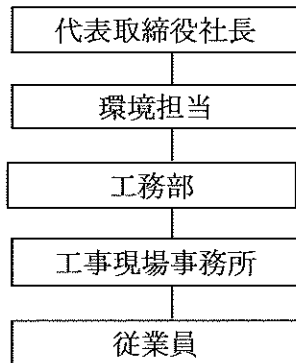 代表取締役社長
環境担当
工務部
工事現場事務所
従業員